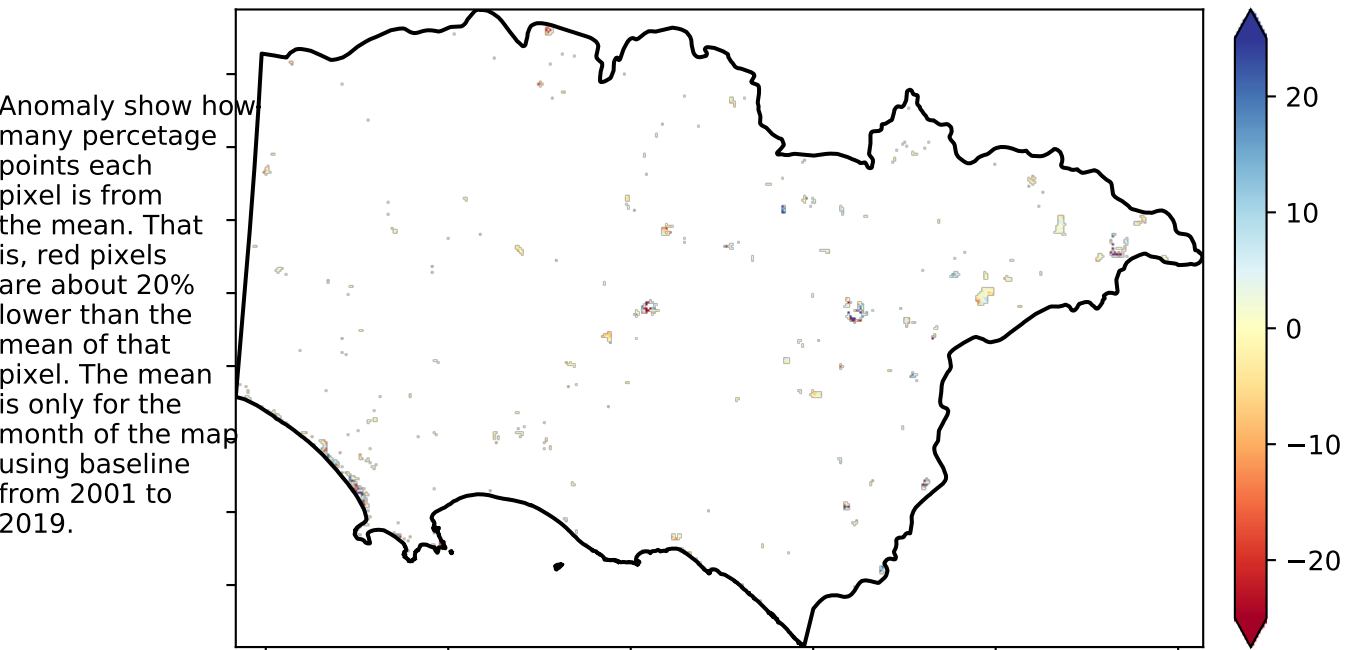 Anomaly show how
many percetage
points each
pixel is from
the mean. That
is, red pixels
are about 20%
lower than the
mean of that
pixel. The mean
is only for the
month of the map
using baseline
from 2001 to
2019.
20
10
0
−10
−20